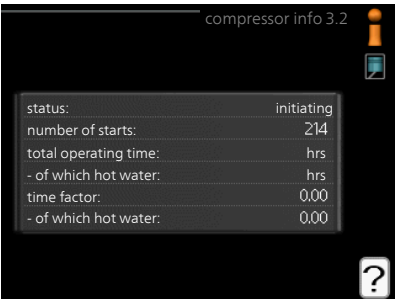 compressor info 3.2
status: initiating
number of starts: 214
total operating time: hrs
- of which hot water: hrs
time factor: 0.00
- of which hot water: 0.00
?